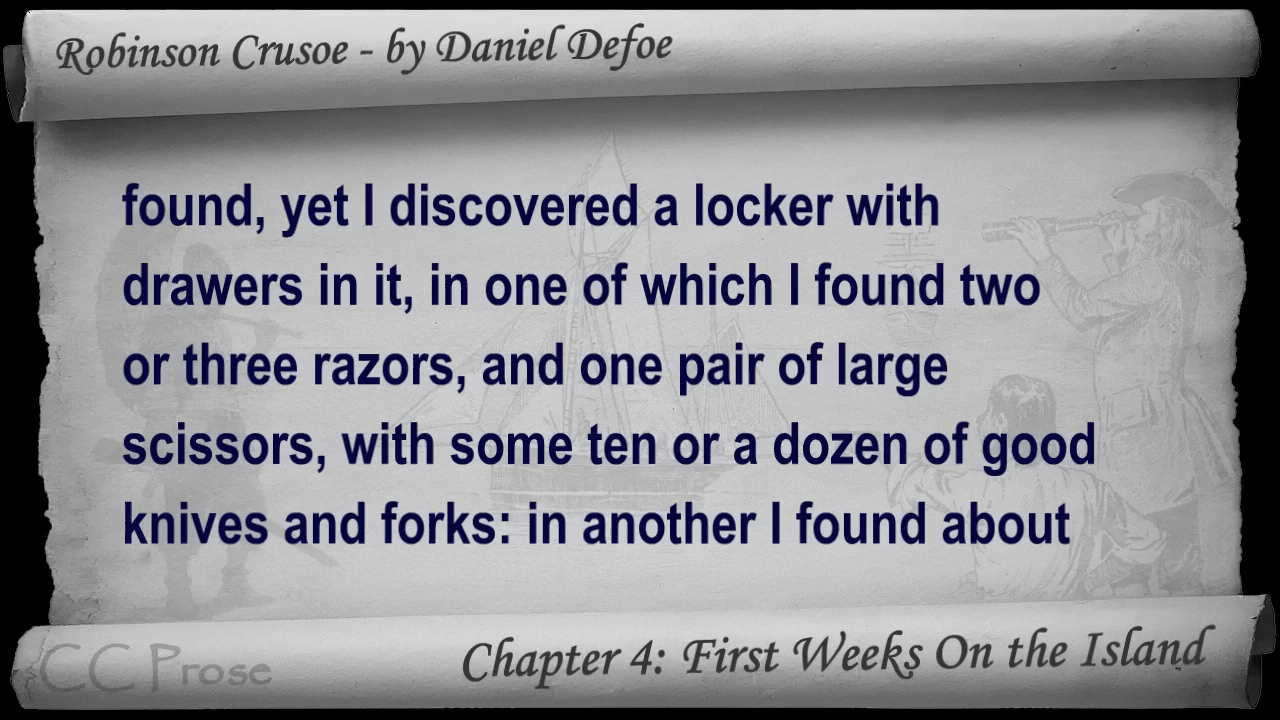 Robinson Crusoe - by Daniel Defoe
found, yet I discovered a locker with
drawers in it, in one of which I found two
or three razors, and one pair of large
scissors, with some ten or a dozen of good
knives and forks: in another I found about
Chapter 4: First Weeks On the Island
CC Prose